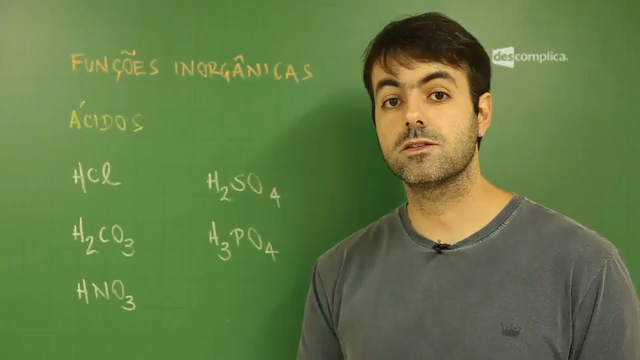 FUNÇÕES INORGÂNICAS
descomplica.
ÁCIDOS
HCl
H₂SO₄
H₂CO₃
H₃PO₄
HNO₃